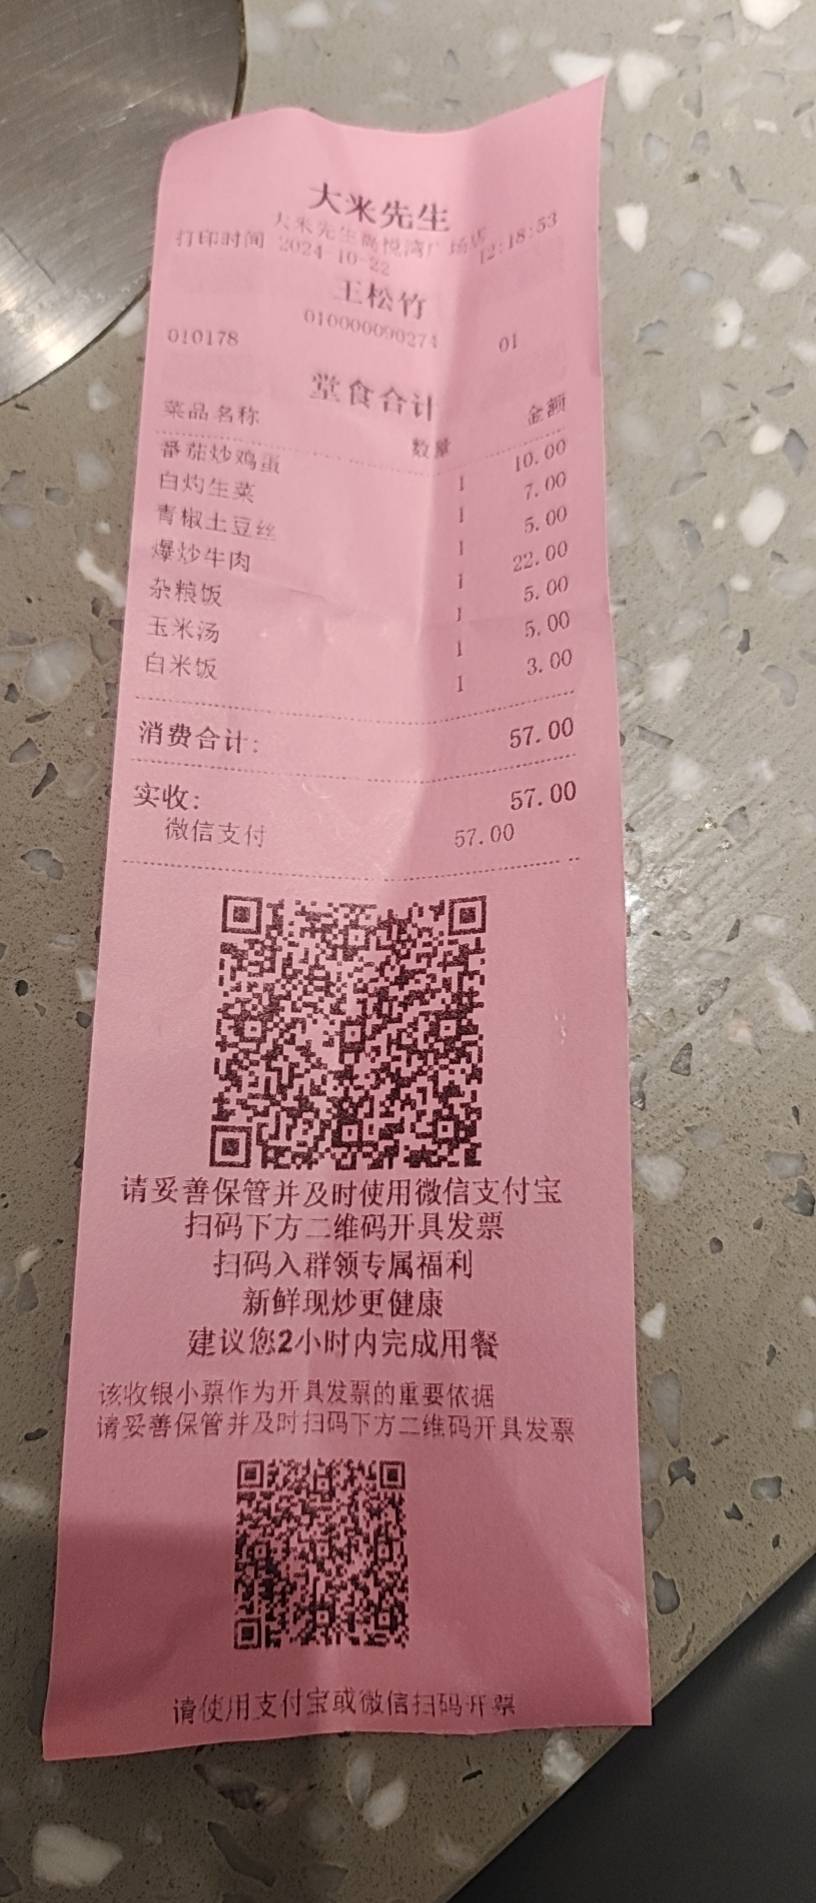 大米先生
大米先生 悦湾广场店
打印时间 2024-10-22 12:18:53
王松竹
010000090274
010178 01
堂食合计
菜品名称 数量 金额
番茄炒鸡蛋 1 10.00
白灼生菜 1 7.00
青椒土豆丝 1 5.00
爆炒牛肉 1 22.00
杂粮饭 1 5.00
玉米汤 1 5.00
白米饭 1 3.00
消费合计: 57.00
实收: 57.00
微信支付 57.00
请妥善保管并及时使用微信支付宝
扫码下方二维码开具发票
扫码入群领专属福利
新鲜现炒更健康
建议您2小时内完成用餐
该收银小票作为开具发票的重要依据
请妥善保管并及时扫码下方二维码开具发票
请使用支付宝或微信扫码开票